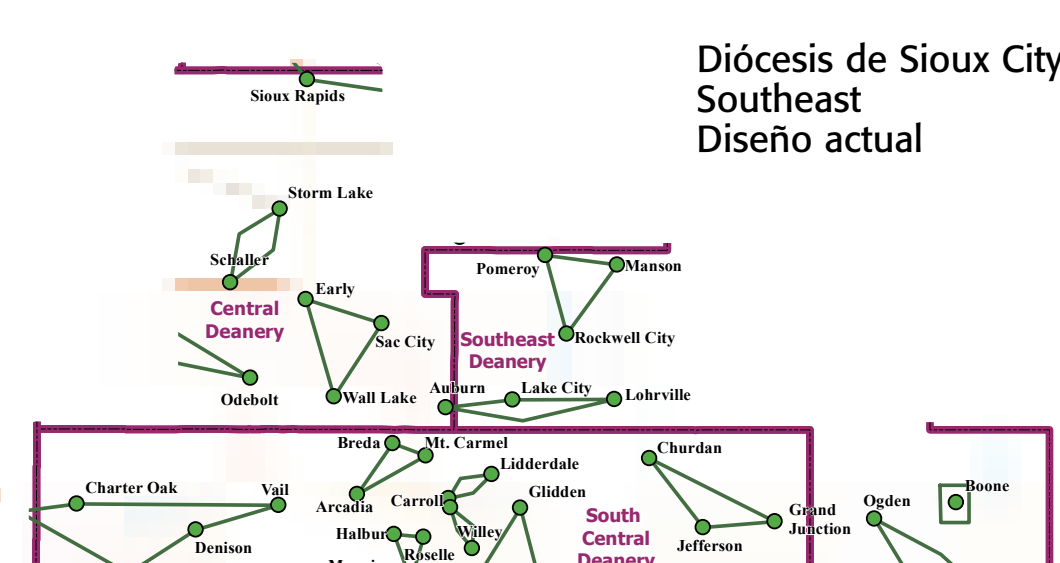 Diócesis de Sioux City
Southeast
Diseño actual
Sioux Rapids
Storm Lake
Schaller
Pomeroy
Manson
Early
Central
Deanery
Sac City
Southeast
Deanery
Rockwell City
Odebolt
Wall Lake
Auburn
Lake City
Lohrville
Breda
Mt. Carmel
Churdan
Lidderdale
Charter Oak
Vail
Arcadia
Carroll
Glidden
Ogden
Boone
Grand
Junction
South
Central
Deanery
Halbur
Willey
Denison
Roselle
Jefferson